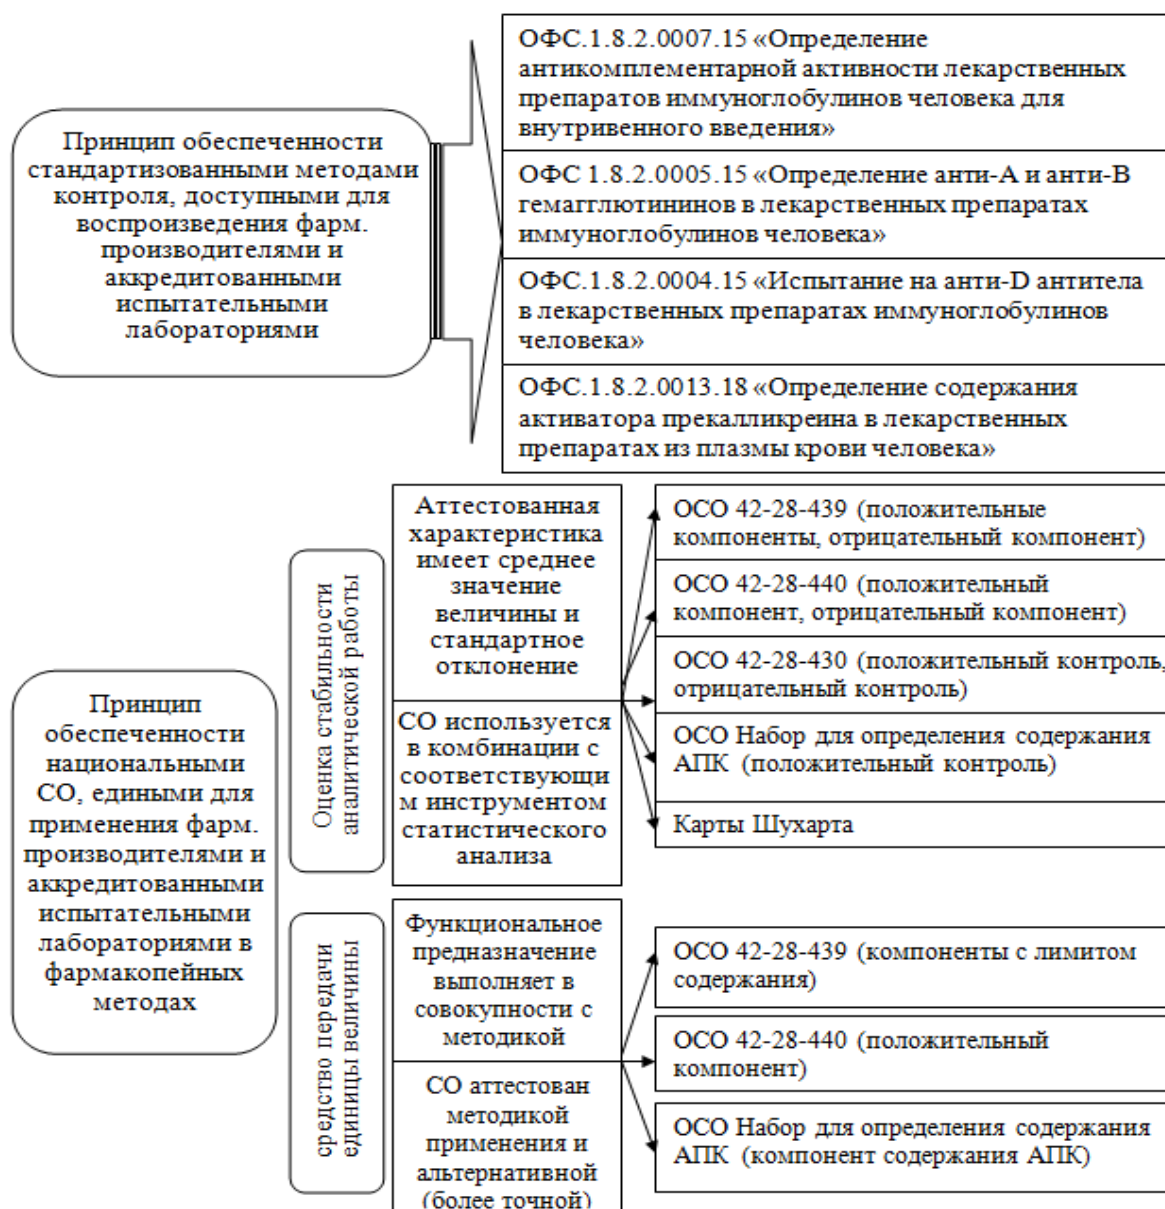 Принцип обеспеченности
стандартизованными методами
контроля, доступными для
воспроизведения фарм.
производителями и
аккредитованными
испытательными
лабораториями
ОФС.1.8.2.0007.15 «Определение
антикомплементарной активности лекарственных
препаратов иммуноглобулинов человека для
внутривенного введения»
ОФС 1.8.2.0005.15 «Определение анти-А и анти-В
гемагглютининов в лекарственных препаратах
иммуноглобулинов человека»
ОФС.1.8.2.0004.15 «Испытание на анти-D антитела
в лекарственных препаратах иммуноглобулинов
человека»
ОФС.1.8.2.0013.18 «Определение содержания
активатора прекалликреина в лекарственных
препаратах из плазмы крови человека»
Принцип
обеспеченности
национальными
СО, едиными для
применения фарм.
производителями и
аккредитованными
испытательными
лабораториями в
фармакопейных
методах
Оценка стабильности
аналитической работы
Аттестованная
характеристика
имеет среднее
значение
величины и
стандартное
отклонение
СО используется
в комбинации с
соответствующи
м инструментом
статистического
анализа
ОСО 42-28-439 (положительные
компоненты, отрицательный компонент)
ОСО 42-28-440 (положительный
компонент, отрицательный компонент)
ОСО 42-28-430 (положительный контроль,
отрицательный контроль)
ОСО Набор для определения содержания
АПК (положительный контроль)
Карты Шухарта
средство передачи
единицы величины
Функциональное
предназначение
выполняет в
совокупности с
методикой
СО аттестован
методикой
применения и
альтернативной
(более точной)
ОСО 42-28-439 (компоненты с лимитом
содержания)
ОСО 42-28-440 (положительный
компонент)
ОСО Набор для определения содержания
АПК (компонент содержания АПК)